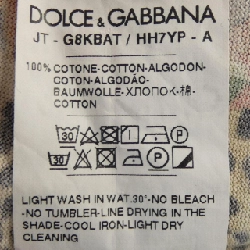 DOLCE & GABBANA
JT - G8KBAT / HH7YP - A
100% COTONE-COTTON-ALGODON-
COTON-ALGODÃO-
BAUMWOLLE-ХЛОПОК-棉
COTTON
30
30
LIGHT WASH IN WAT.30°-NO BLEACH
-NO TUMBLER-LINE DRYING IN THE
SHADE-COOL IRON-LIGHT DRY
CLEANING